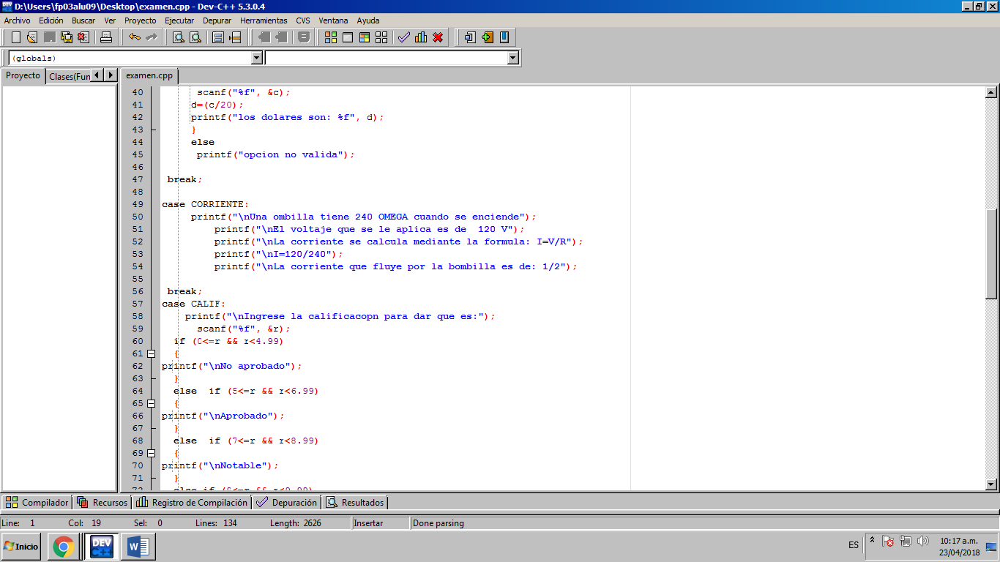 D:\Users\fp03alu09\Desktop\examen.cpp - Dev-C++ 5.3.0.4
Archivo Edición Buscar Ver Proyecto Ejecutar Depurar Herramientas CVS Ventana Ayuda
(globals)
Proyecto Clases(Fun examen.cpp
40 scanf("%f", &c);
41 d=(c/20);
42 printf("los dolares son: %f", d);
43 }
44 else
45 printf("opcion no valida");
46
47 break;
48
49 case CORRIENTE:
50 printf("\nUna ombilla tiene 240 OMEGA cuando se enciende");
51 printf("\nEl voltaje que se le aplica es de  120 V");
52 printf("\nLa corriente se calcula mediante la formula: I=V/R");
53 printf("\nI=120/240");
54 printf("\nLa corriente que fluye por la bombilla es de: 1/2");
55
56 break;
57 case CALIF:
58 printf("\nIngrese la calificacopn para dar que es:");
59 scanf("%f", &r);
60 if (0<=r && r<4.99)
61 {
62 printf("\nNo aprobado");
63 }
64 else  if (5<=r && r<6.99)
65 {
66 printf("\nAprobado");
67 }
68 else  if (7<=r && r<8.99)
69 {
70 printf("\nNotable");
71 }
72 else if
Compilador Recursos Registro de Compilación Depuración Resultados
Line: 1 Col: 19 Sel: 0 Lines: 134 Length: 2626 Insertar Done parsing
Inicio DEV C++ W ES 10:17 a.m.
23/04/2018